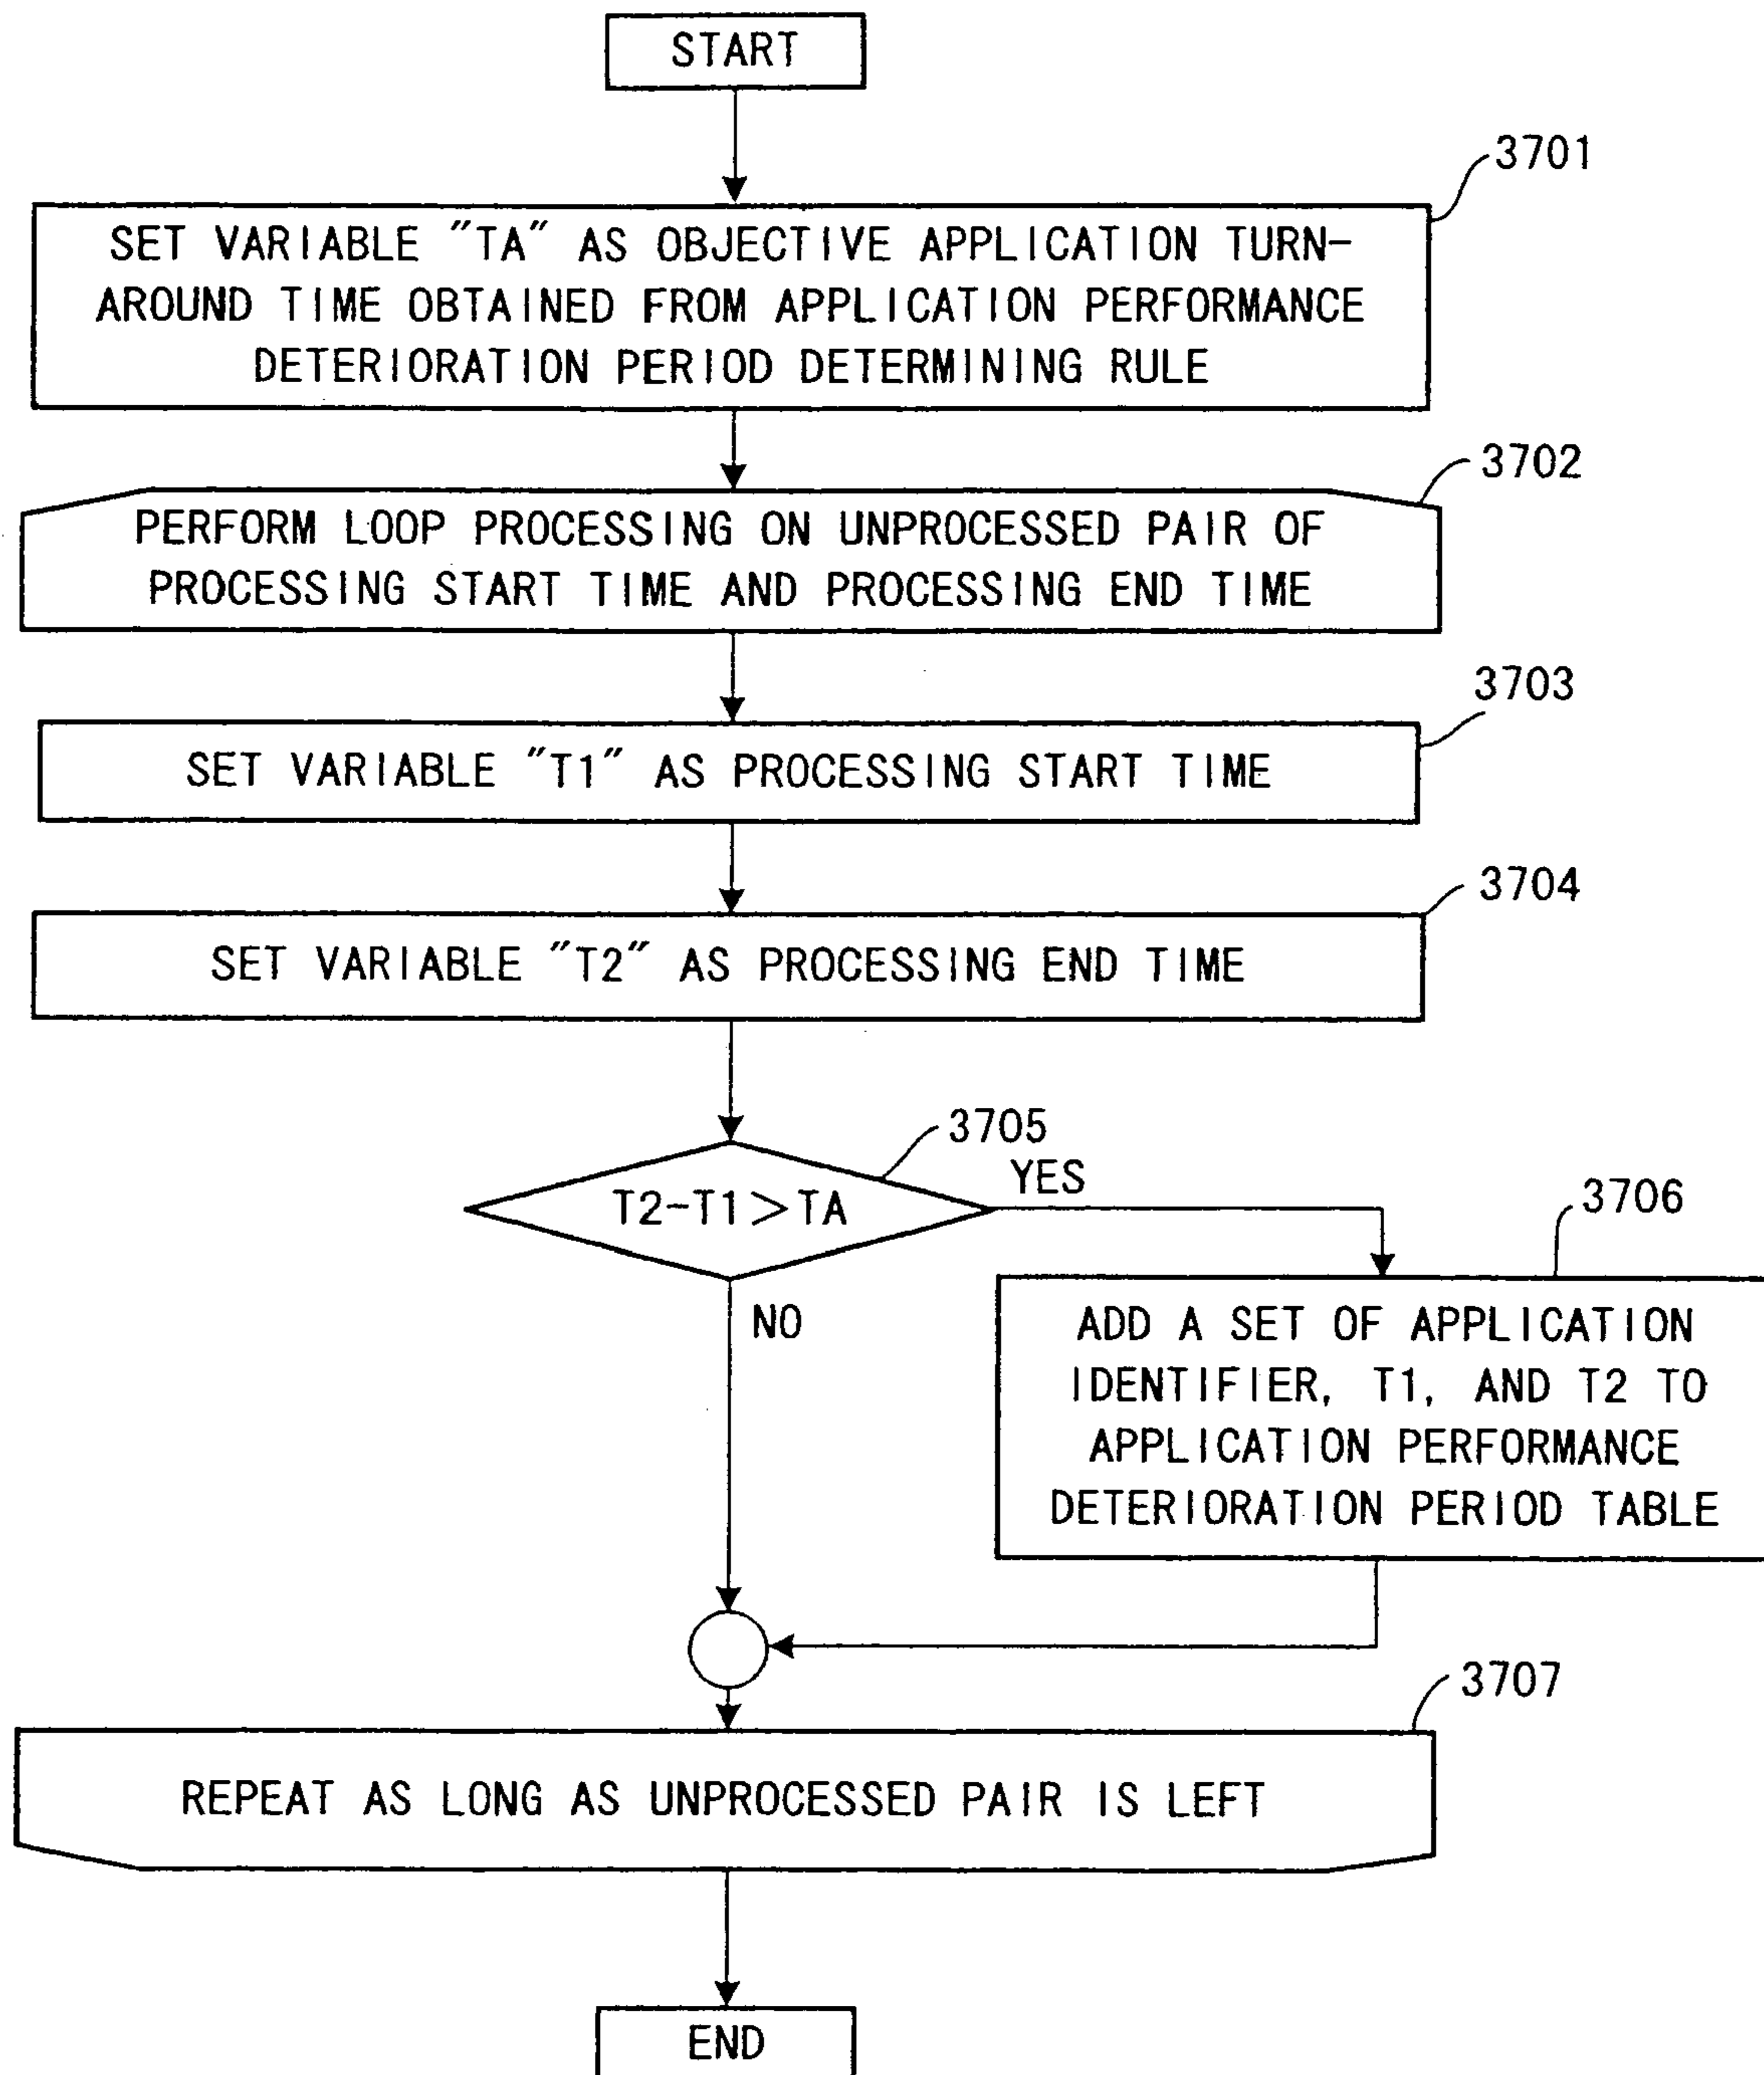 START
3701
SET VARIABLE "TA" AS OBJECTIVE APPLICATION TURN-
AROUND TIME OBTAINED FROM APPLICATION PERFORMANCE
DETERIORATION PERIOD DETERMINING RULE
3702
PERFORM LOOP PROCESSING ON UNPROCESSED PAIR OF
PROCESSING START TIME AND PROCESSING END TIME
3703
SET VARIABLE "T1" AS PROCESSING START TIME
3704
SET VARIABLE "T2" AS PROCESSING END TIME
3705
T2-T1>TA
YES
NO
3706
ADD A SET OF APPLICATION
IDENTIFIER, T1, AND T2 TO
APPLICATION PERFORMANCE
DETERIORATION PERIOD TABLE
3707
REPEAT AS LONG AS UNPROCESSED PAIR IS LEFT
END